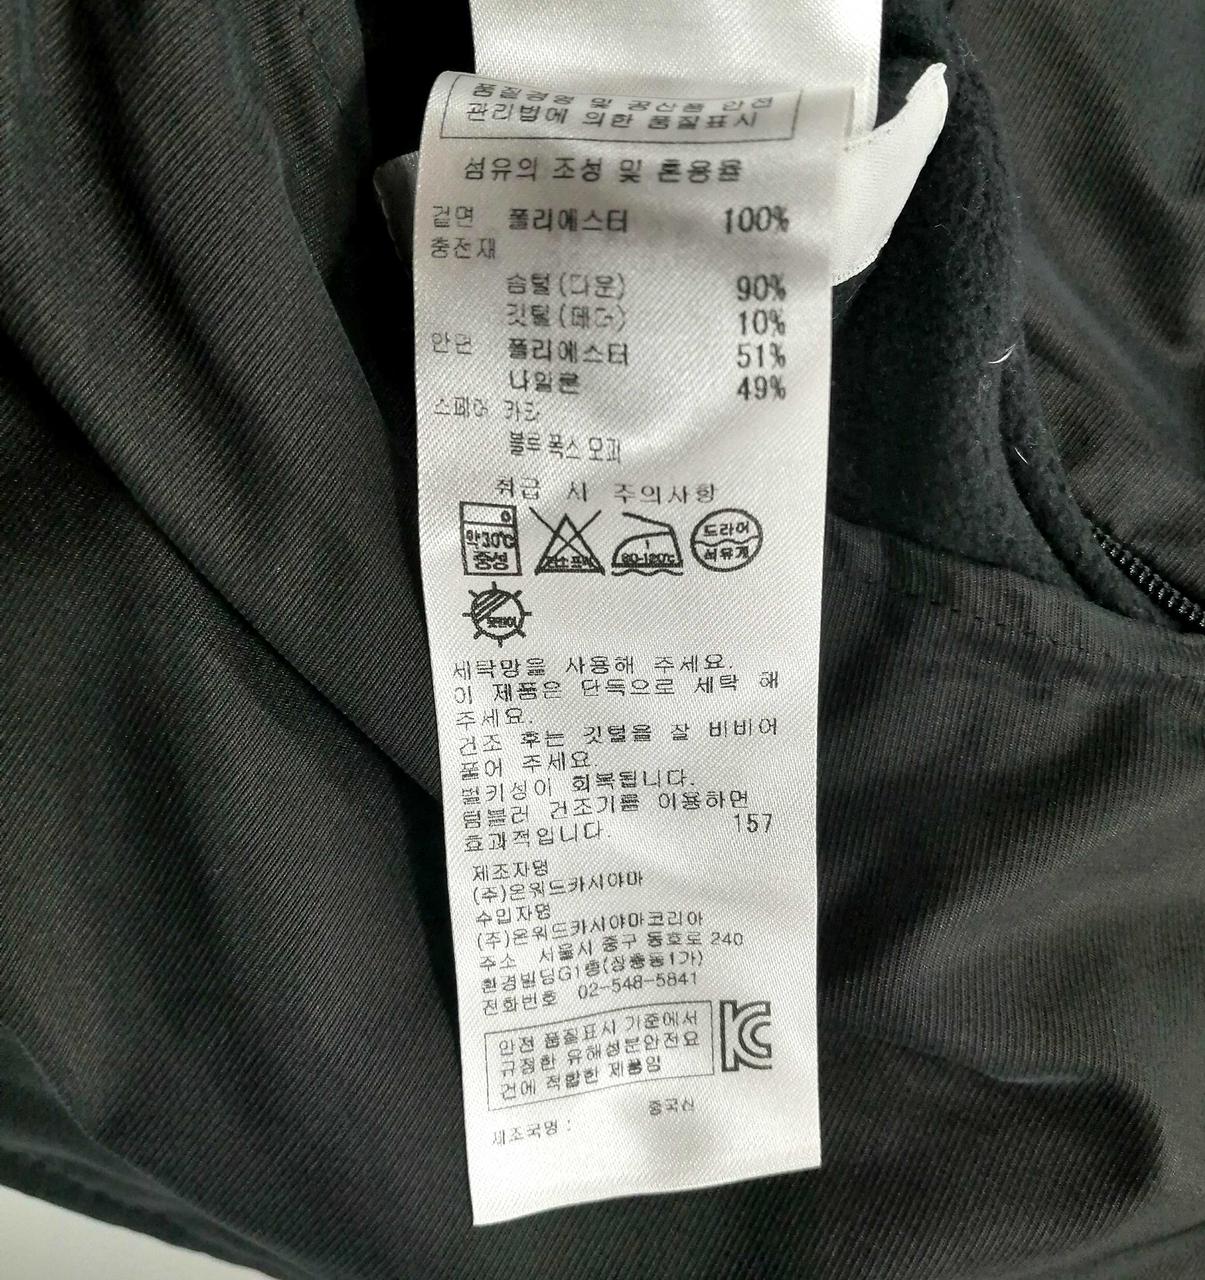 품질경영 및 공산품 안전
관리법에 의한 품질표시
섬유의 조성 및 혼용율
겉면 폴리에스터 100%
충전재
솜털(다운) 90%
깃털(페더) 10%
안면 폴리에스터 51%
나일론 49%
스페어 카라
블루 폭스 모피
취급 시 주의사항
약30℃
중성
80-120℃
드라이
석유계
세탁망을 사용해 주세요.
이 제품은 단독으로 세탁 해
주세요.
건조 후는 깃털을 잘 비비어
풀어 주세요.
벌키성이 회복됩니다.
텀블러 건조기를 이용하면
효과적입니다. 157
제조자명
(주)온워드카시야마
수입자명
(주)온워드카시야마코리아
주소 서울시 중구 동호로 240
환경빌딩G1층(장충동1가)
전화번호 02-548-5841
안전 품질표시 기준에서
규정한 유해성분안전요
건에 적합한 제품임
KC
중국산
제조국명 :